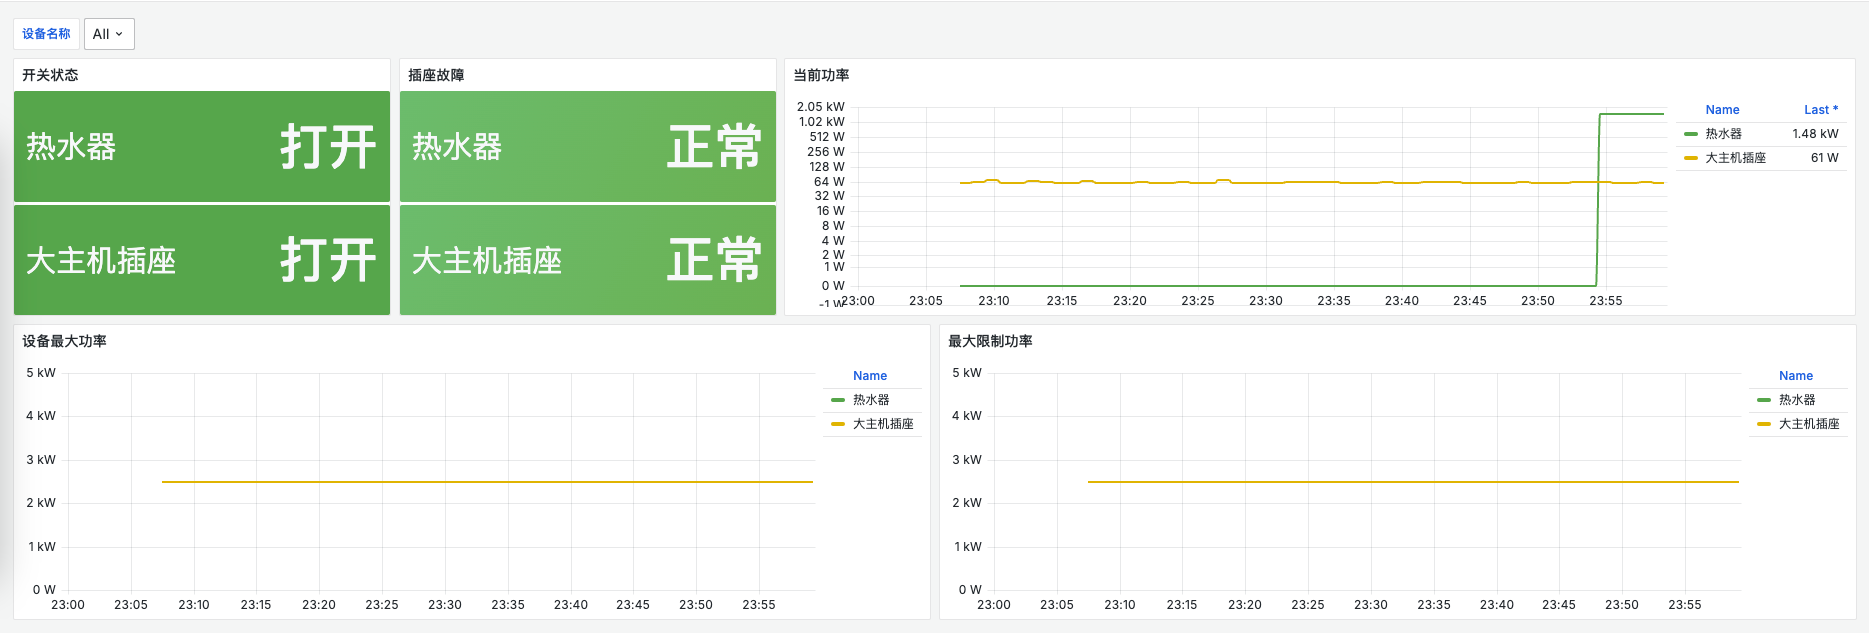 设备名称
All
开关状态
热水器 打开
大主机插座 打开
插座故障
热水器 正常
大主机插座 正常
当前功率
2.05 kW
1.02 kW
512 W
256 W
128 W
64 W
32 W
16 W
8 W
4 W
2 W
1 W
0 W
-1 W
23:00 23:05 23:10 23:15 23:20 23:25 23:30 23:35 23:40 23:45 23:50 23:55
Name Last *
热水器 1.48 kW
大主机插座 61 W
设备最大功率
5 kW
4 kW
3 kW
2 kW
1 kW
0 W
23:00 23:05 23:10 23:15 23:20 23:25 23:30 23:35 23:40 23:45 23:50 23:55
Name
热水器
大主机插座
最大限制功率
5 kW
4 kW
3 kW
2 kW
1 kW
0 W
23:00 23:05 23:10 23:15 23:20 23:25 23:30 23:35 23:40 23:45 23:50 23:55
Name
热水器
大主机插座